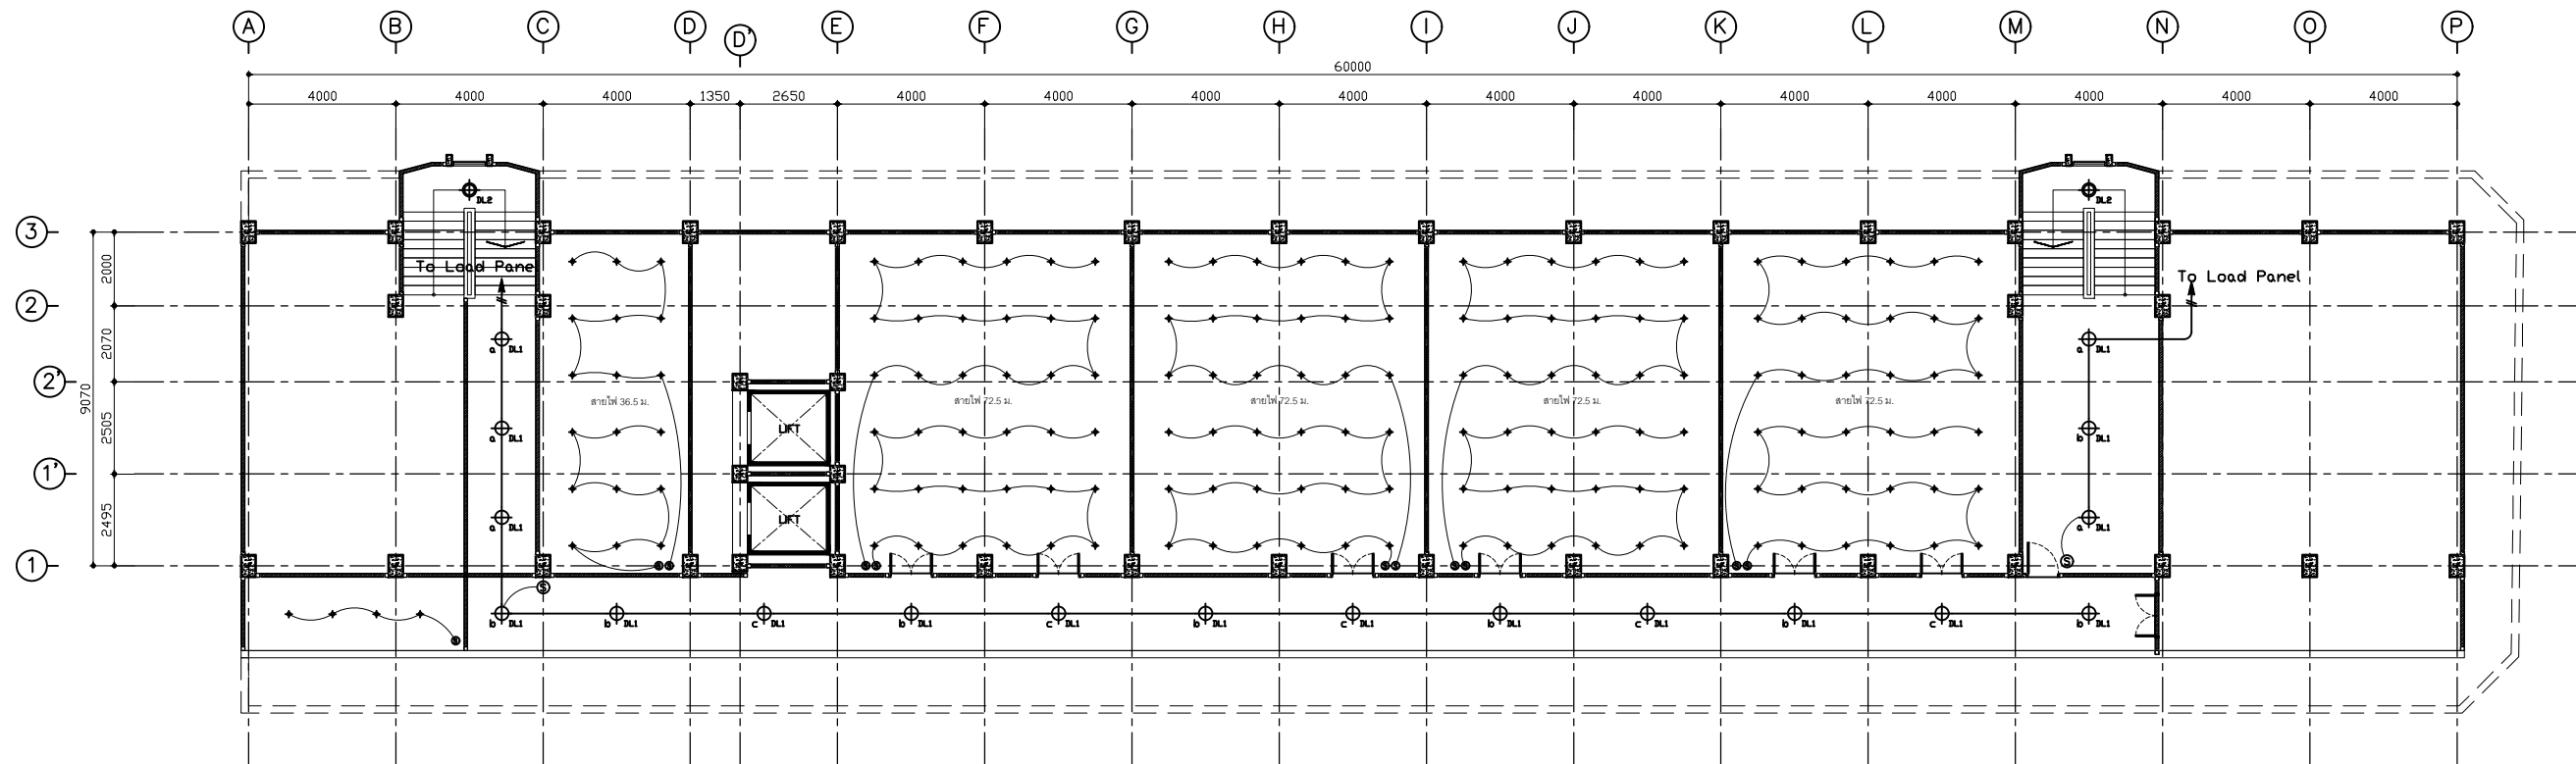 A B C D D' E F G H I J K L M N O P
60000
4000 4000 4000 1350 2650 4000 4000 4000 4000 4000 4000 4000 4000 4000 4000 4000
DL2 DL2
3
To Load Panel
To Load Panel
2000
2
2070
a DL1 a DL1
2'
9070
สายไฟ 36.5 ม. สายไฟ 72.5 ม. สายไฟ 72.5 ม. สายไฟ 72.5 ม. สายไฟ 72.5 ม.
2505
a DL1 LIFT b DL1
1'
2495
a DL1 LIFT a DL1
1
S S S S S S S S S S S
S
S
b DL1 b DL1 c DL1 b DL1 c DL1 b DL1 c DL1 b DL1 c DL1 b DL1 c DL1 b DL1
S